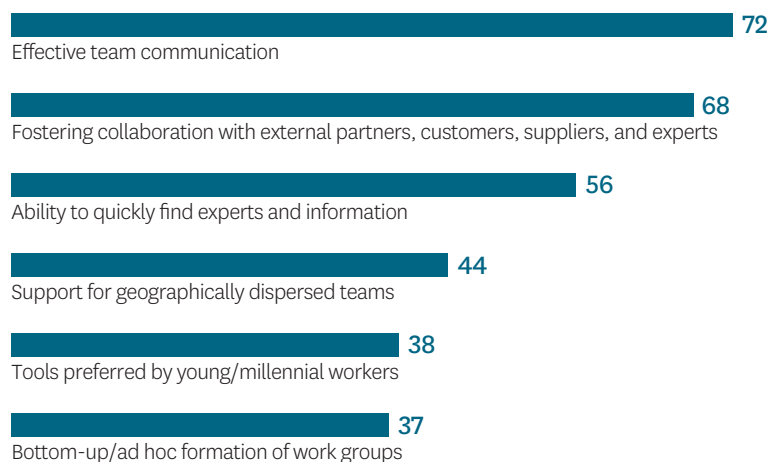 72
Effective team communication
68
Fostering collaboration with external partners, customers, suppliers, and experts
56
Ability to quickly find experts and information
44
Support for geographically dispersed teams
38
Tools preferred by young/millennial workers
37
Bottom-up/ad hoc formation of work groups